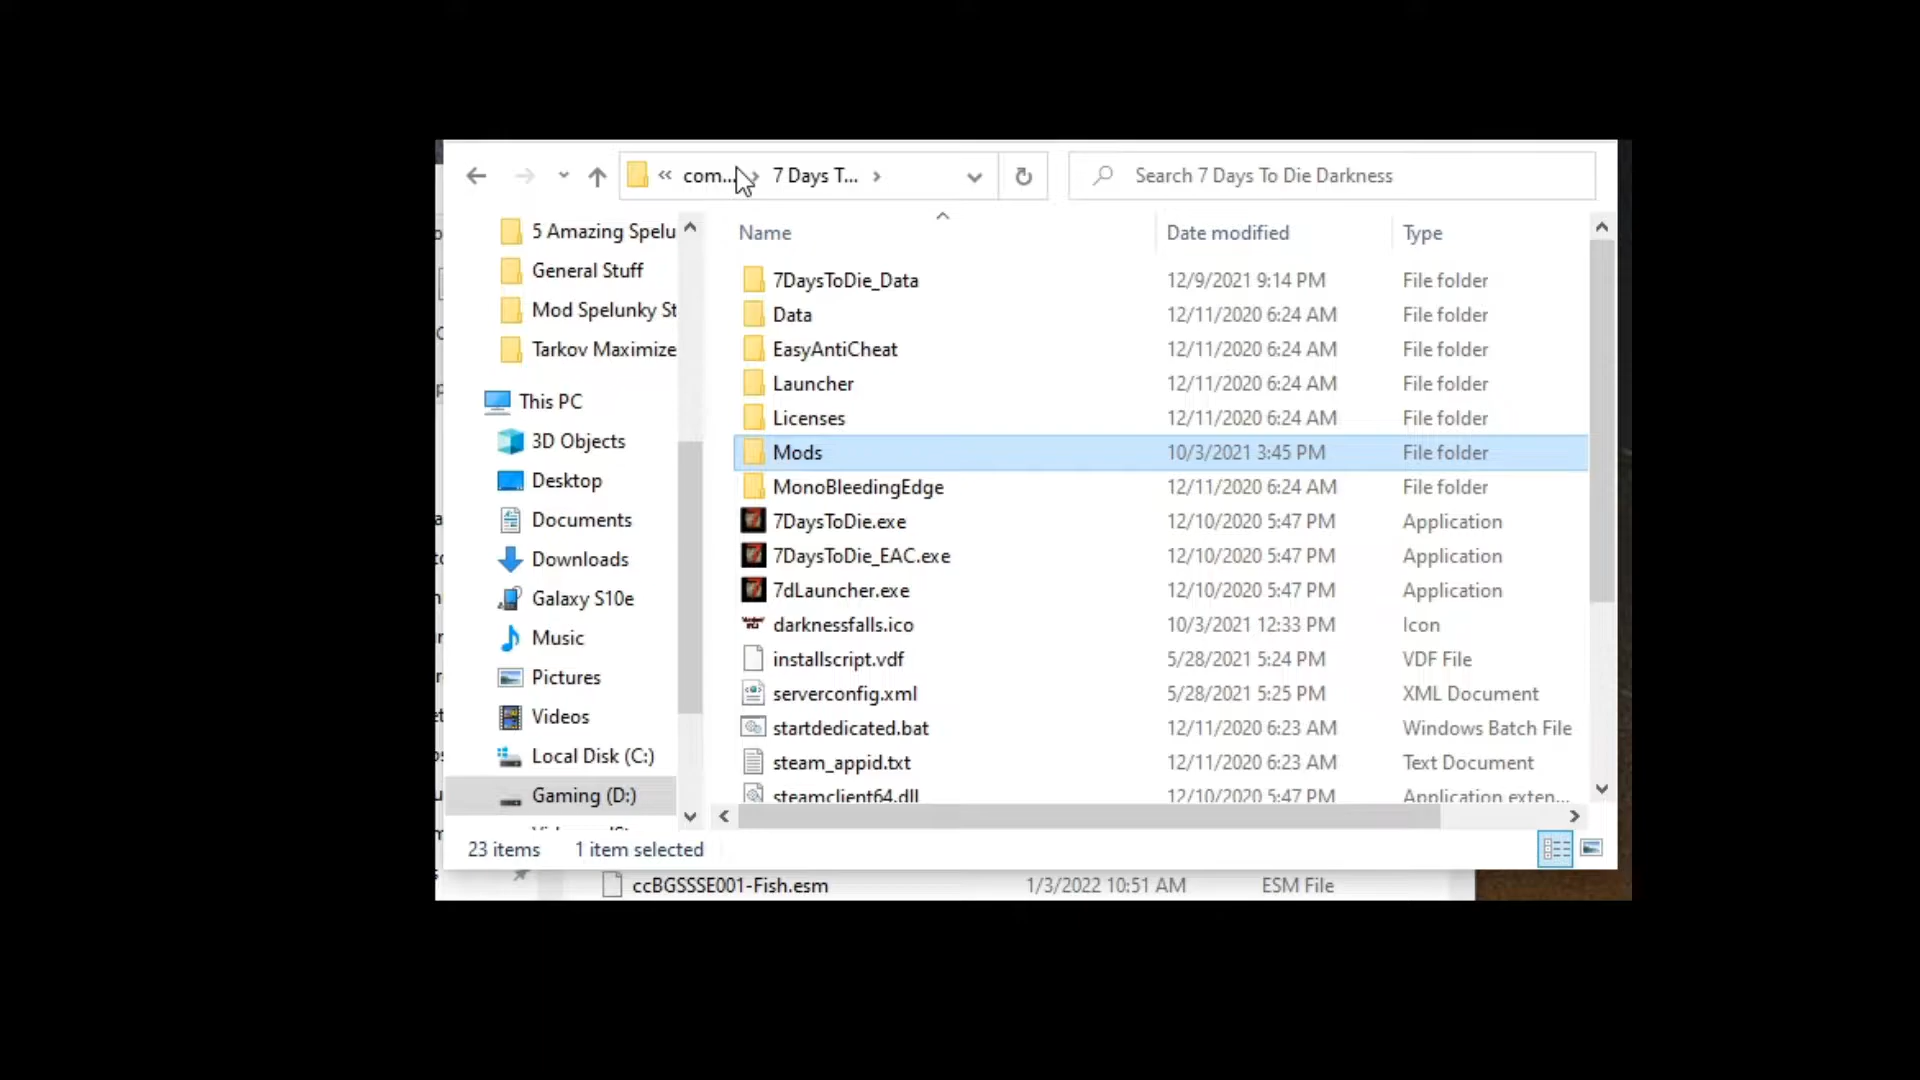 « com... > 7 Days T... >
Search 7 Days To Die Darkness
5 Amazing Spelu
General Stuff
Mod Spelunky St
Tarkov Maximize
This PC
3D Objects
Desktop
Documents
Downloads
Galaxy S10e
Music
Pictures
Videos
Local Disk (C:)
Gaming (D:)
Name Date modified Type
7DaysToDie_Data 12/9/2021 9:14 PM File folder
Data 12/11/2020 6:24 AM File folder
EasyAntiCheat 12/11/2020 6:24 AM File folder
Launcher 12/11/2020 6:24 AM File folder
Licenses 12/11/2020 6:24 AM File folder
Mods 10/3/2021 3:45 PM File folder
MonoBleedingEdge 12/11/2020 6:24 AM File folder
7DaysToDie.exe 12/10/2020 5:47 PM Application
7DaysToDie_EAC.exe 12/10/2020 5:47 PM Application
7dLauncher.exe 12/10/2020 5:47 PM Application
darknessfalls.ico 10/3/2021 12:33 PM Icon
installscript.vdf 5/28/2021 5:24 PM VDF File
serverconfig.xml 5/28/2021 5:25 PM XML Document
startdedicated.bat 12/11/2020 6:23 AM Windows Batch File
steam_appid.txt 12/11/2020 6:23 AM Text Document
steamclient64.dll 12/10/2020 5:47 PM Application exten...
23 items 1 item selected
ccBGSSSE001-Fish.esm 1/3/2022 10:51 AM ESM File